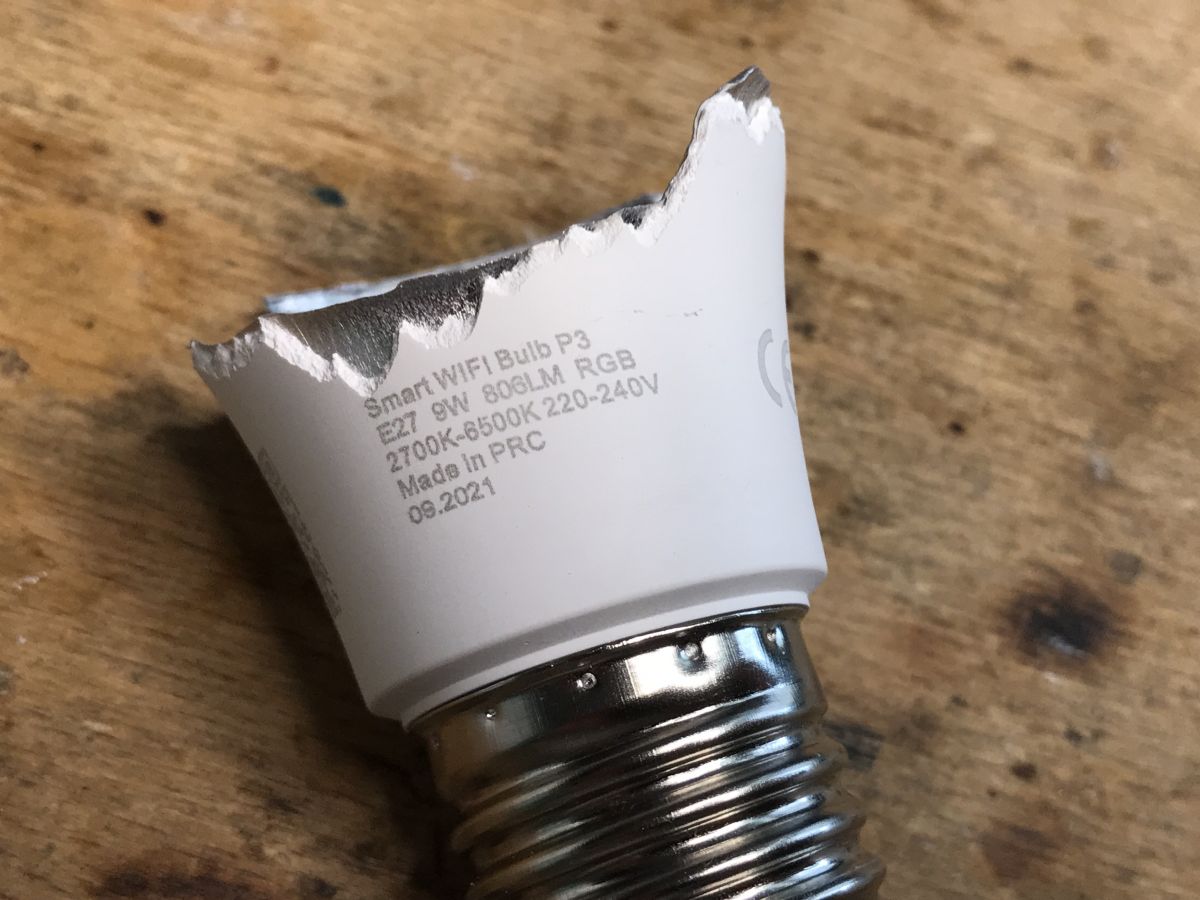 Smart WIFI Bulb P3
E27 9W 806LM RGB
2700K-6500K 220-240V
Made in PRC
09.2021